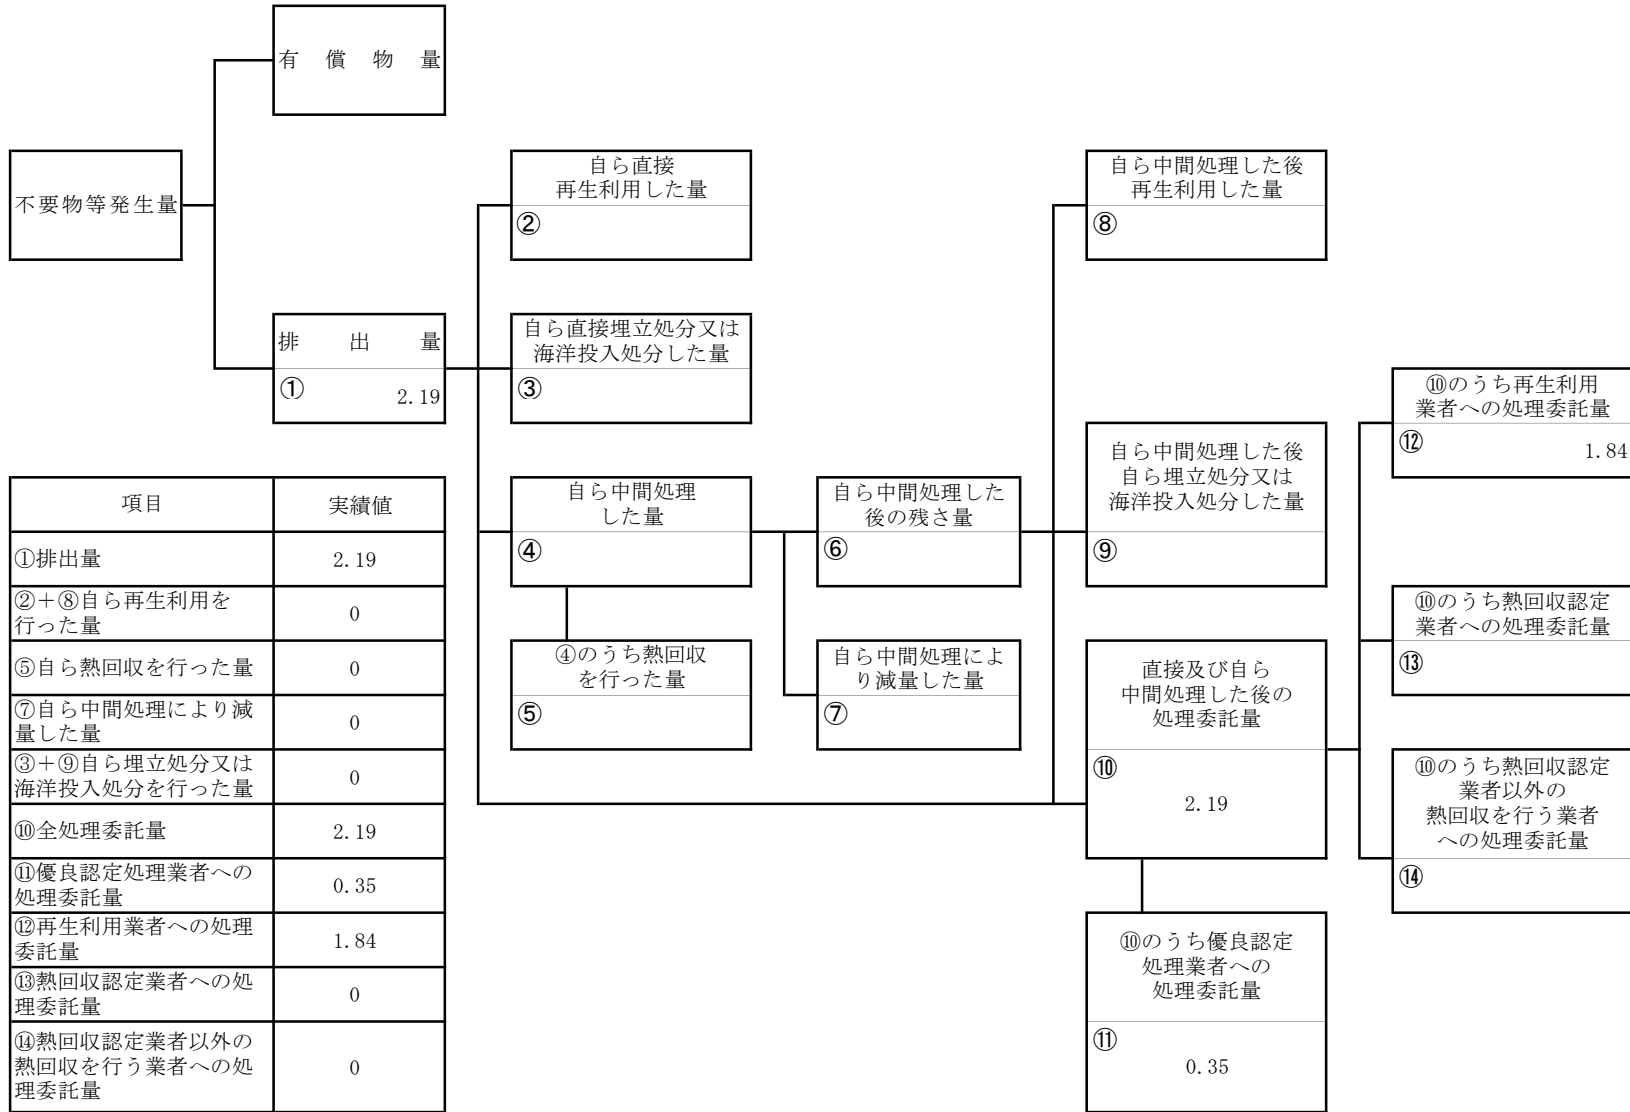 有償物量
不要物等発生量
排出量
①
2.19
自ら直接
再生利用した量
②
自ら直接埋立処分又は
海洋投入処分した量
③
自ら中間処理
した量
④
④のうち熱回収
を行った量
⑤
自ら中間処理した
後の残さ量
⑥
自ら中間処理によ
り減量した量
⑦
自ら中間処理した後
再生利用した量
⑧
自ら中間処理した後
自ら埋立処分又は
海洋投入処分した量
⑨
直接及び自ら
中間処理した後の
処理委託量
⑩
2.19
⑩のうち優良認定
処理業者への
処理委託量
⑪
0.35
⑩のうち再生利用
業者への処理委託量
⑫
1.84
⑩のうち熱回収認定
業者への処理委託量
⑬
⑩のうち熱回収認定
業者以外の
熱回収を行う業者
への処理委託量
⑭
項目 実績値
①排出量 2.19
②＋⑧自ら再生利用を
行った量 0
⑤自ら熱回収を行った量 0
⑦自ら中間処理により減
量した量 0
③＋⑨自ら埋立処分又は
海洋投入処分を行った量 0
⑩全処理委託量 2.19
⑪優良認定処理業者への
処理委託量 0.35
⑫再生利用業者への処理
委託量 1.84
⑬熱回収認定業者への処
理委託量 0
⑭熱回収認定業者以外の
熱回収を行う業者への処
理委託量 0